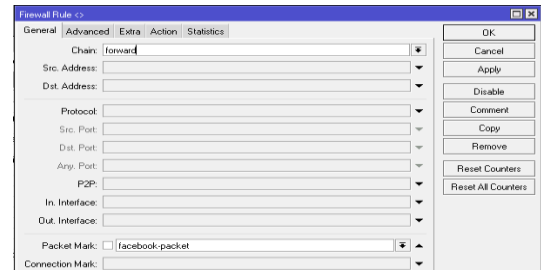 Firewall Rule <>
General Advanced Extra Action Statistics
Chain: forward
Src. Address:
Dst. Address:
Protocol:
Src. Port:
Dst. Port:
Any. Port:
P2P:
In. Interface:
Out. Interface:
Packet Mark: facebook-packet
Connection Mark:
OK
Cancel
Apply
Disable
Comment
Copy
Remove
Reset Counters
Reset All Counters